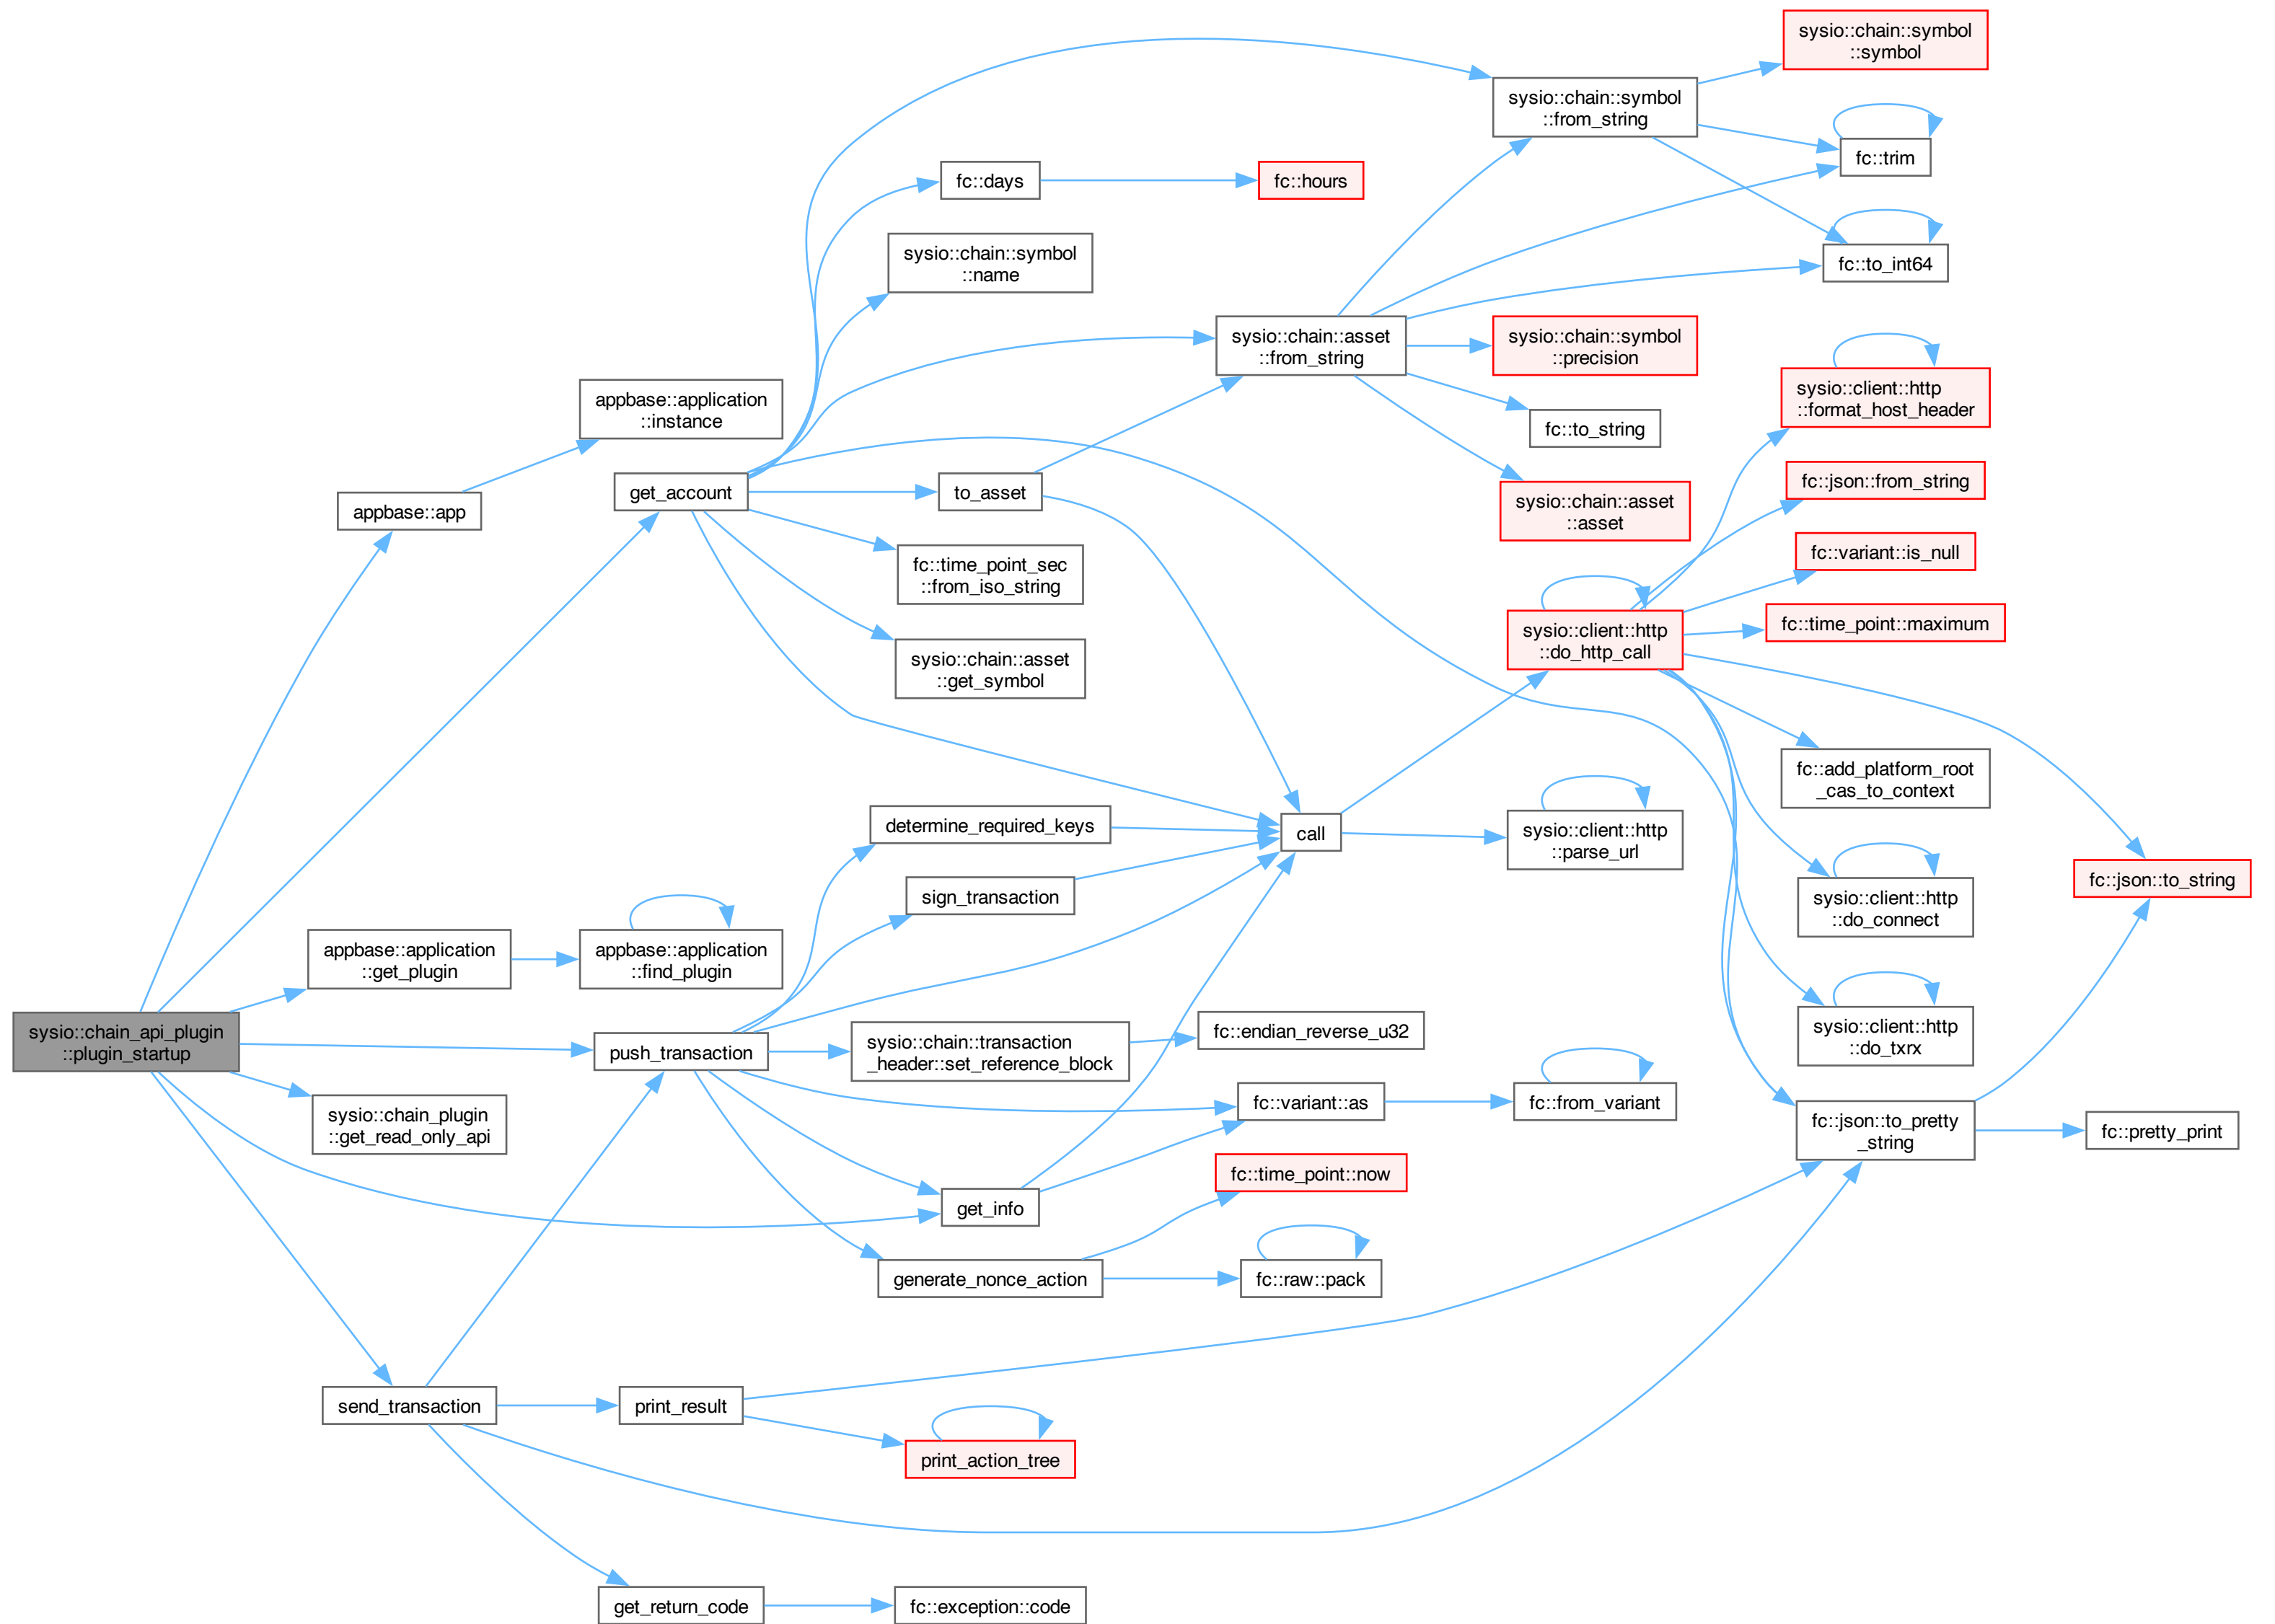 sysio::chain::symbol
::symbol
sysio::chain::symbol
::from_string
fc::trim
fc::days
fc::hours
sysio::chain::symbol
::name
fc::to_int64
sysio::chain::asset
::from_string
sysio::chain::symbol
::precision
appbase::application
::instance
sysio::client::http
::format_host_header
fc::to_string
get_account
to_asset
fc::json::from_string
appbase::app
sysio::chain::asset
::asset
fc::time_point_sec
::from_iso_string
fc::variant::is_null
sysio::client::http
::do_http_call
fc::time_point::maximum
sysio::chain::asset
::get_symbol
fc::add_platform_root
_cas_to_context
determine_required_keys
call
sysio::client::http
::parse_url
fc::json::to_string
sign_transaction
sysio::client::http
::do_connect
appbase::application
::get_plugin
appbase::application
::find_plugin
sysio::chain_api_plugin
::plugin_startup
push_transaction
sysio::chain::transaction
_header::set_reference_block
fc::endian_reverse_u32
sysio::client::http
::do_txrx
sysio::chain_plugin
::get_read_only_api
fc::variant::as
fc::from_variant
fc::json::to_pretty
_string
fc::pretty_print
fc::time_point::now
get_info
generate_nonce_action
fc::raw::pack
send_transaction
print_result
print_action_tree
get_return_code
fc::exception::code